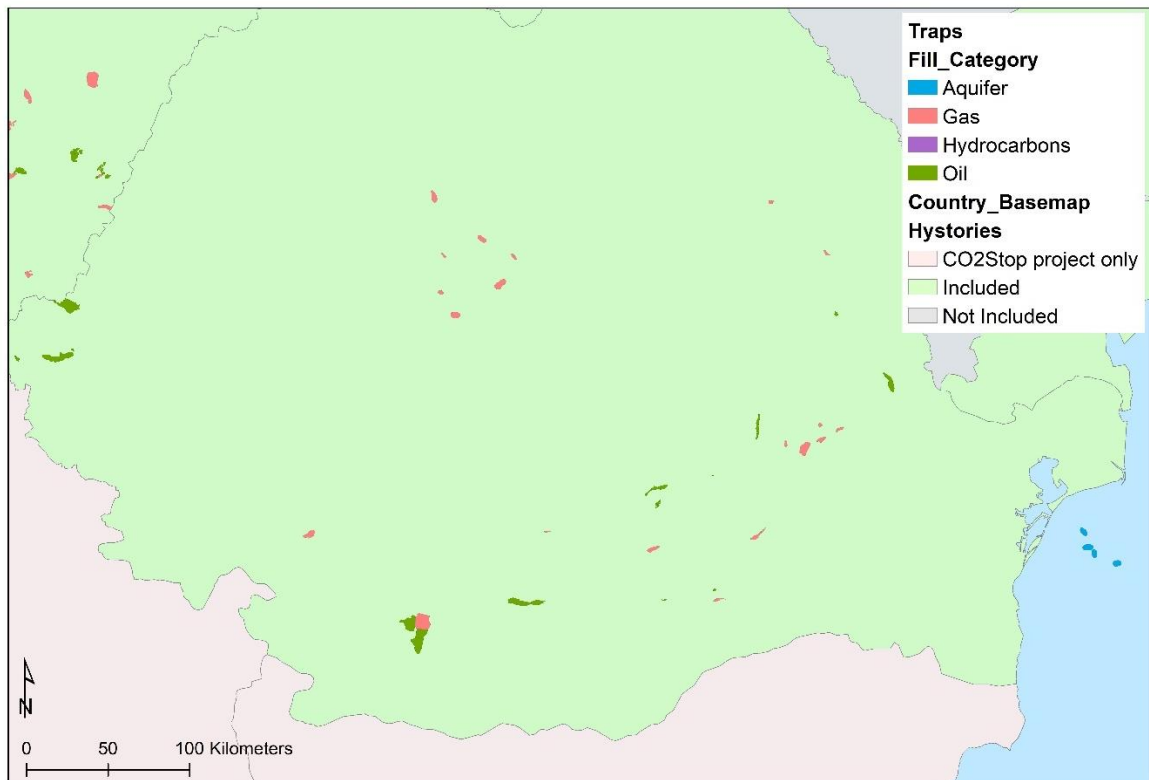 Traps
Fill_Category
Aquifer
Gas
Hydrocarbons
Oil
Country_Basemap
Hystories
CO2Stop project only
Included
Not Included
N
0 50 100 Kilometers